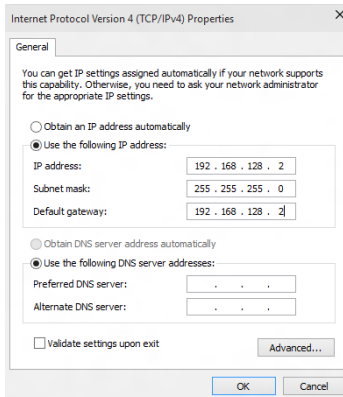 Internet Protocol Version 4 (TCP/IPv4) Properties
General
You can get IP settings assigned automatically if your network supports
this capability. Otherwise, you need to ask your network administrator
for the appropriate IP settings.
Obtain an IP address automatically
Use the following IP address:
IP address: 192 . 168 . 128 . 2
Subnet mask: 255 . 255 . 255 . 0
Default gateway: 192 . 168 . 128 . 2
Obtain DNS server address automatically
Use the following DNS server addresses:
Preferred DNS server: . . .
Alternate DNS server: . . .
Validate settings upon exit
Advanced...
OK Cancel